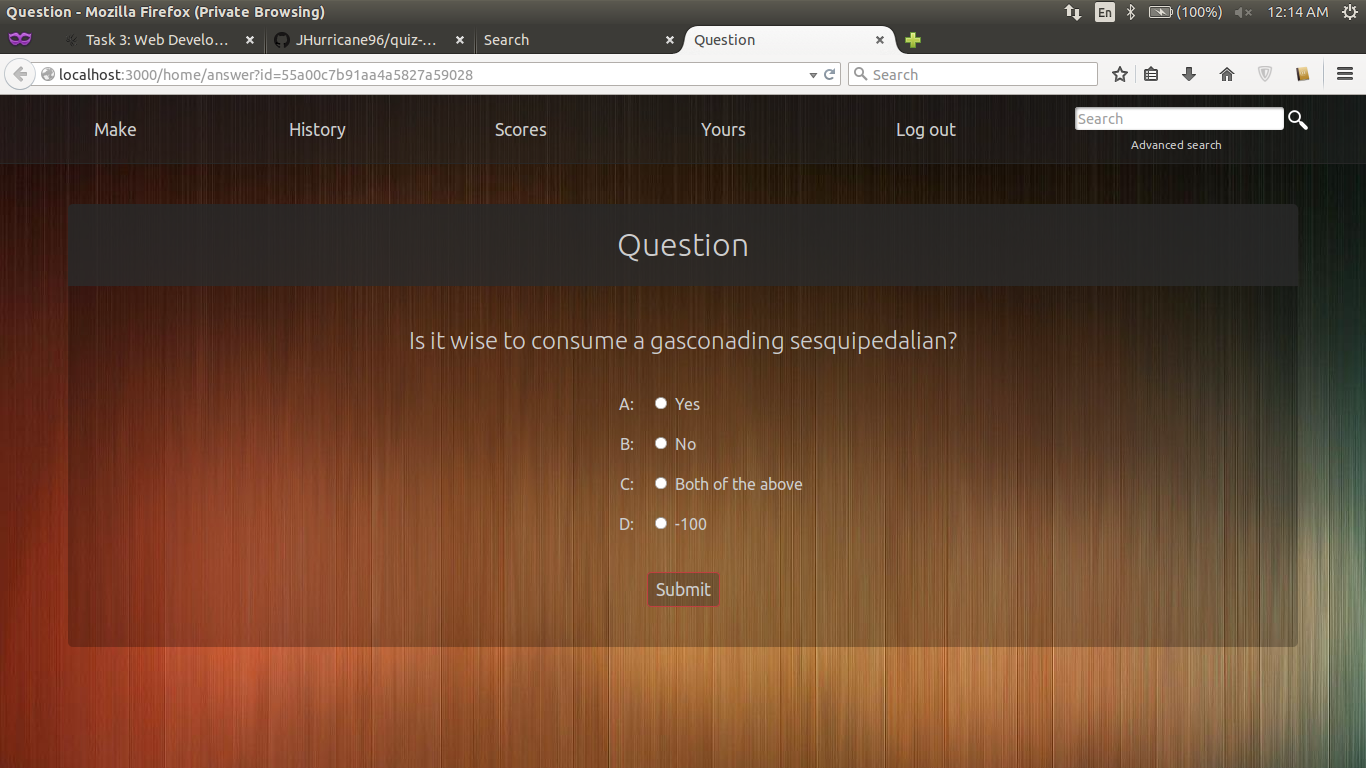 Question - Mozilla Firefox (Private Browsing)
En
(100%)
12:14 AM
Task 3: Web Develo...
JHurricane96/quiz-...
Search
Question
localhost:3000/home/answer?id=55a00c7b91aa4a5827a59028
Search
Make
History
Scores
Yours
Log out
Search
Advanced search
Question
Is it wise to consume a gasconading sesquipedalian?
A: Yes
B: No
C: Both of the above
D: -100
Submit